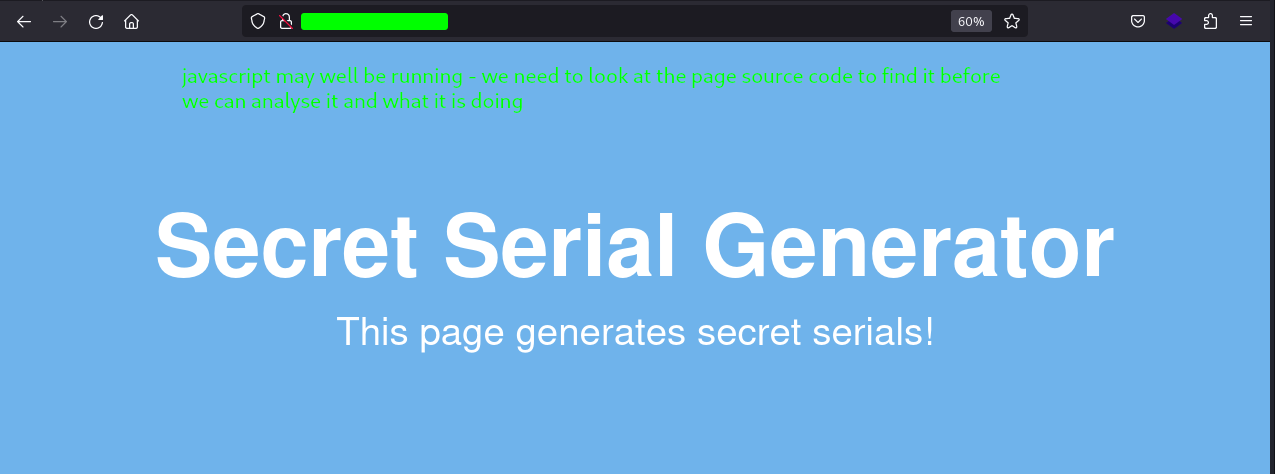 60%
javascript may well be running - we need to look at the page source code to find it before
we can analyse it and what it is doing
Secret Serial Generator
This page generates secret serials!